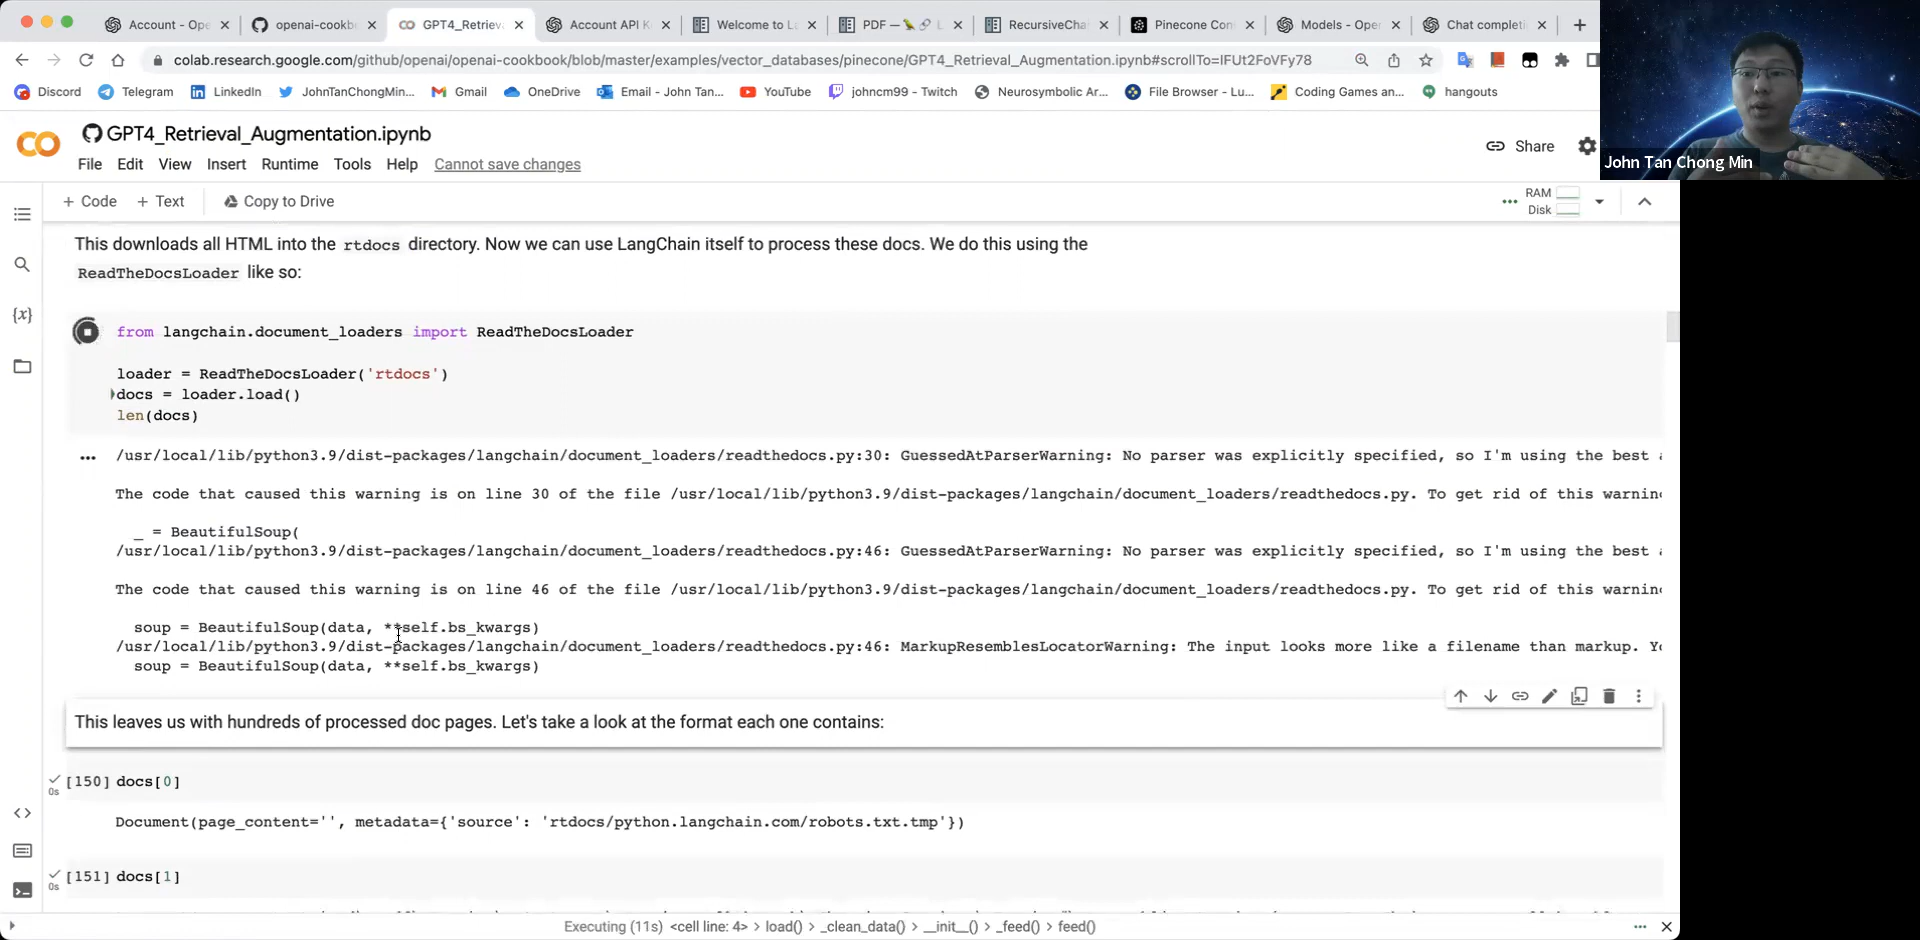 Account - Ope
openai-cookb
GPT4_Retriev
Account API K
Welcome to L
PDF —
RecursiveCha
Pinecone Con
Models - Ope
Chat complet
colab.research.google.com/github/openai/openai-cookbook/blob/master/examples/vector_databases/pinecone/GPT4_Retrieval_Augmentation.ipynb#scrollTo=IFUt2FoVFy78
Discord
Telegram
LinkedIn
JohnTanChongMin...
Gmail
OneDrive
Email - John Tan...
YouTube
johncm99 - Twitch
Neurosymbolic Ar...
File Browser - Lu...
Coding Games an...
hangouts
John Tan Chong Min
GPT4_Retrieval_Augmentation.ipynb
File Edit View Insert Runtime Tools Help Cannot save changes
Share
+ Code + Text Copy to Drive
RAM
Disk
This downloads all HTML into the rtdocs directory. Now we can use LangChain itself to process these docs. We do this using the
ReadTheDocsLoader like so:
from langchain.document_loaders import ReadTheDocsLoader
loader = ReadTheDocsLoader('rtdocs')
docs = loader.load()
len(docs)
/usr/local/lib/python3.9/dist-packages/langchain/document_loaders/readthedocs.py:30: GuessedAtParserWarning: No parser was explicitly specified, so I'm using the best
The code that caused this warning is on line 30 of the file /usr/local/lib/python3.9/dist-packages/langchain/document_loaders/readthedocs.py. To get rid of this warnin
_ = BeautifulSoup(
/usr/local/lib/python3.9/dist-packages/langchain/document_loaders/readthedocs.py:46: GuessedAtParserWarning: No parser was explicitly specified, so I'm using the best
The code that caused this warning is on line 46 of the file /usr/local/lib/python3.9/dist-packages/langchain/document_loaders/readthedocs.py. To get rid of this warnin
soup = BeautifulSoup(data, **self.bs_kwargs)
/usr/local/lib/python3.9/dist-packages/langchain/document_loaders/readthedocs.py:46: MarkupResemblesLocatorWarning: The input looks more like a filename than markup.
soup = BeautifulSoup(data, **self.bs_kwargs)
This leaves us with hundreds of processed doc pages. Let's take a look at the format each one contains:
[150] docs[0]
0s
Document(page_content='', metadata={'source': 'rtdocs/python.langchain.com/robots.txt.tmp'})
[151] docs[1]
0s
Executing (11s) <cell line: 4> > load() > _clean_data() > __init__() > _feed() > feed()